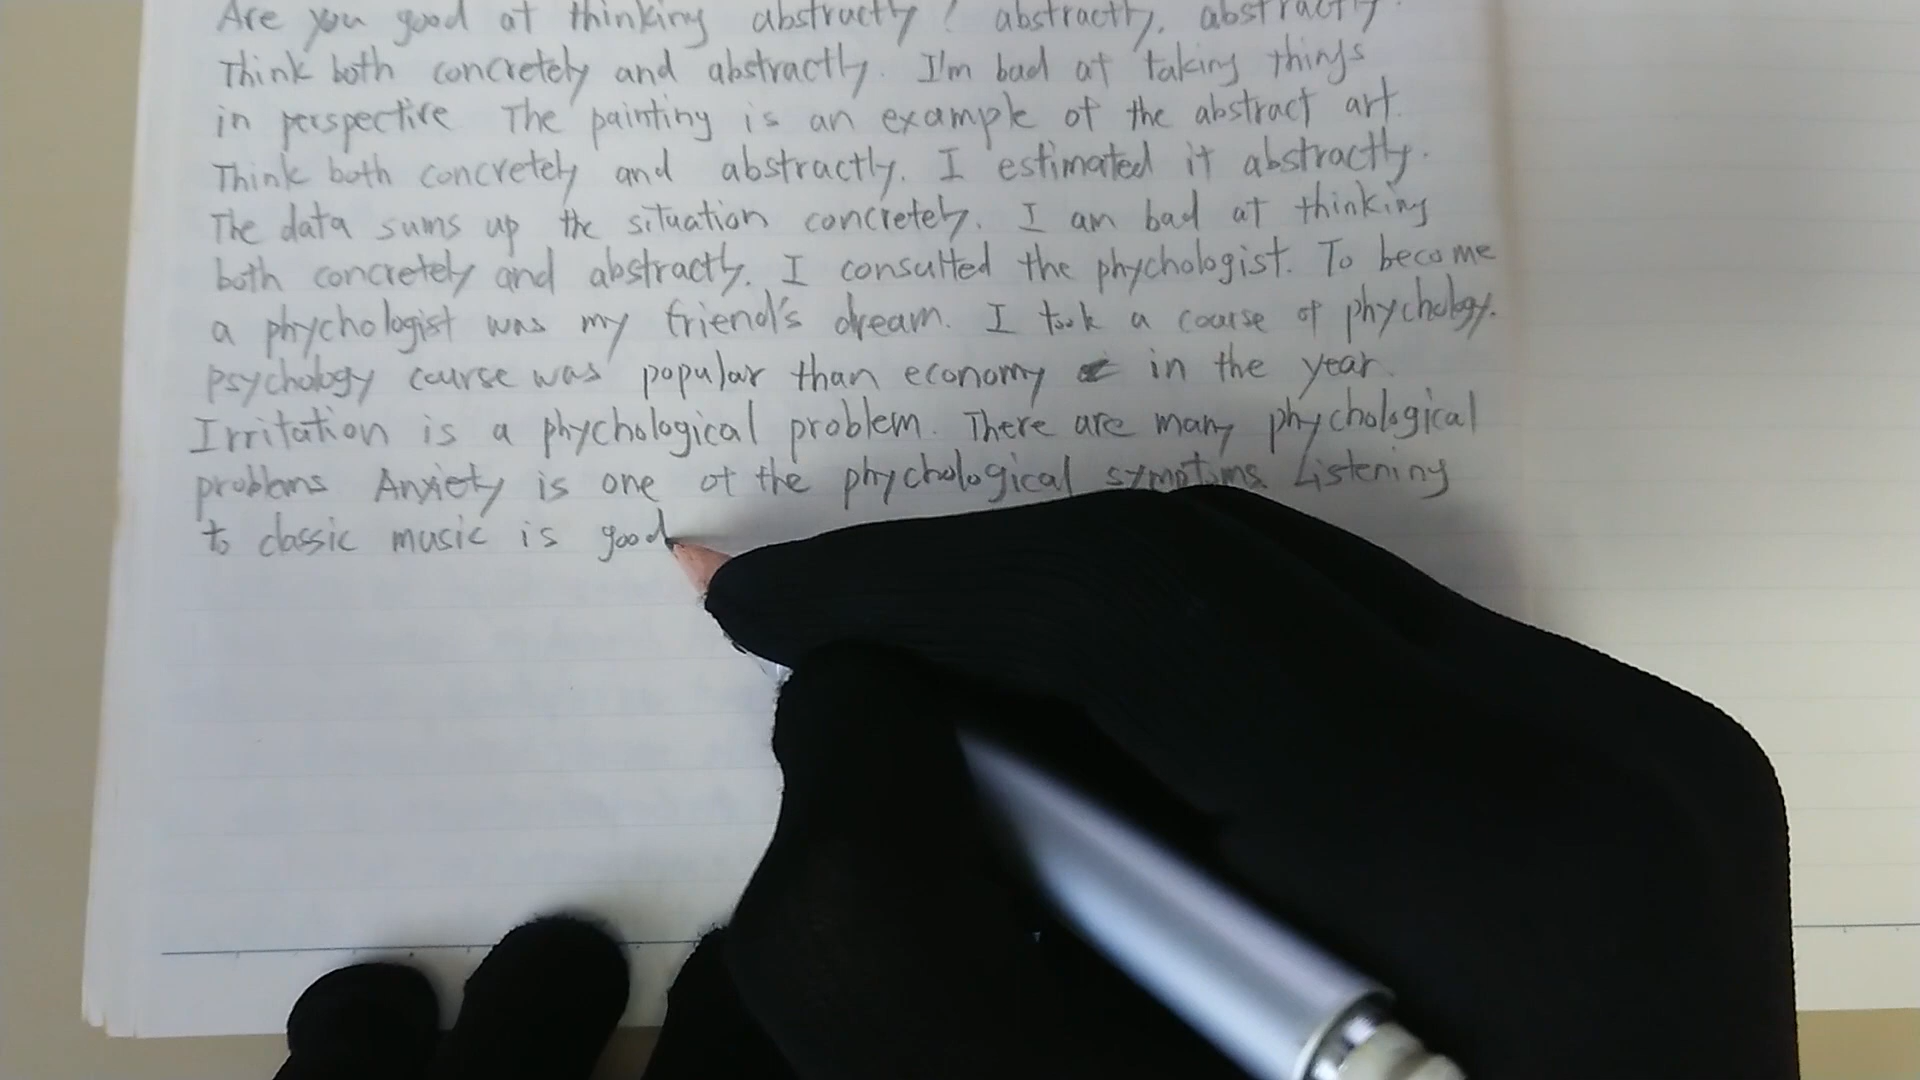 Are you good at thinking abstructly? abstractly, abstractly.
Think both concretely and abstractly. I'm bad at taking things
in perspective The painting is an example of the abstract art.
Think both concretely and abstractly. I estimated it abstractly.
The data sums up the situation concretely. I am bad at thinking
both concretely and abstractly. I consulted the phychologist. To become
a phychologist was my friend's dream. I took a course of phychology.
psychology course was popular than economy in the year.
Irritation is a phychological problem. There are many phychological
problems Anxiety is one of the phychological symptoms. Listening
to classic music is good